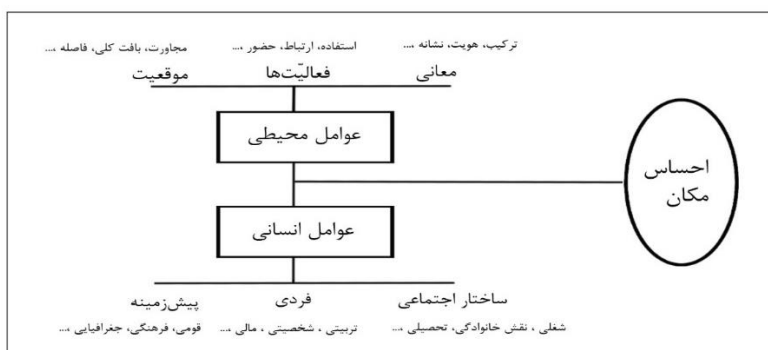 ترکیب، هویت، نشانه، ...
استفاده، ارتباط، حضور، ...
مجاورت، بافت کلی، فاصله، ...
معانی
فعالیّت‌ها
موقعیت
عوامل محیطی
احساس
مکان
عوامل انسانی
ساختار اجتماعی
فردی
پیش‌زمینه
شغلی ، نقش خانوادگی، تحصیلی، ...
تربیتی ، شخصیتی ، مالی، ...
قومی، فرهنگی، جغرافیایی، ...